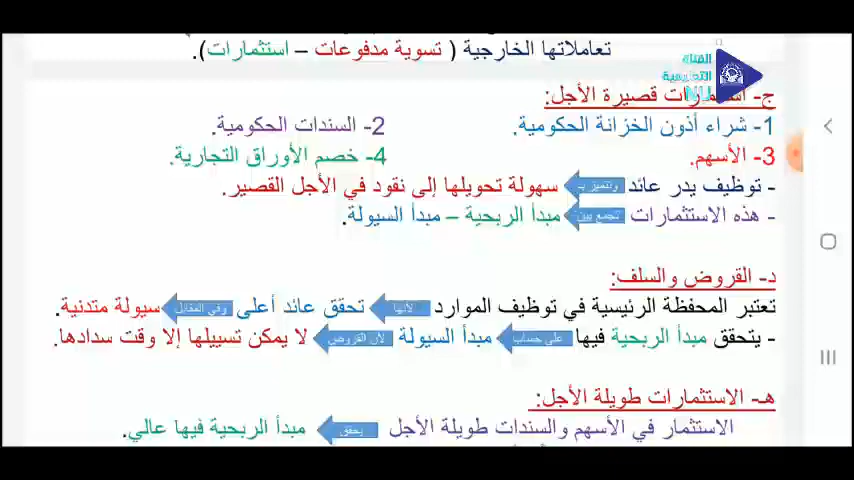 تعاملاتها الخارجية ( تسوية مدفوعات – استثمارات).
القناة
التعليمية
NU
ج- استثمارات قصيرة الأجل:
1- شراء أذون الخزانة الحكومية. 2- السندات الحكومية.
3- الأسهم. 4- خصم الأوراق التجارية.
- توظيف يدر عائد وتتميز بـ سهولة تحويلها إلى نقود في الأجل القصير.
- هذه الاستثمارات تجمع بين مبدأ الربحية – مبدأ السيولة.
د- القروض والسلف:
تعتبر المحفظة الرئيسية في توظيف الموارد لأنها تحقق عائد أعلى وفي المقابل سيولة متدنية.
- يتحقق مبدأ الربحية فيها على حساب مبدأ السيولة لأن القروض لا يمكن تسييلها إلا وقت سدادها.
هـ- الاستثمارات طويلة الأجل:
الاستثمار في الأسهم والسندات طويلة الأجل يحقق مبدأ الربحية فيها عالي.